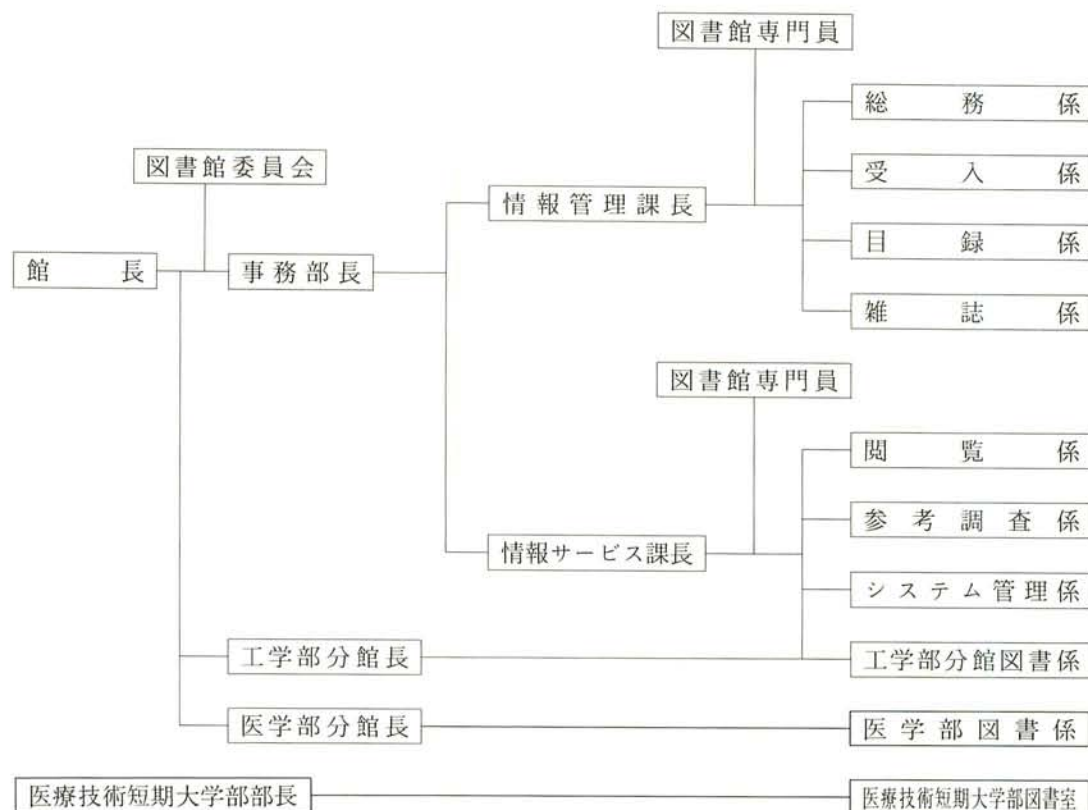 図書館専門員
総務係
図書館委員会
受入係
情報管理課長
目録係
館長
事務部長
雑誌係
図書館専門員
閲覧係
参考調査係
情報サービス課長
システム管理係
工学部分館長
工学部分館図書係
医学部分館長
医学部図書係
医療技術短期大学部部長
医療技術短期大学部図書室